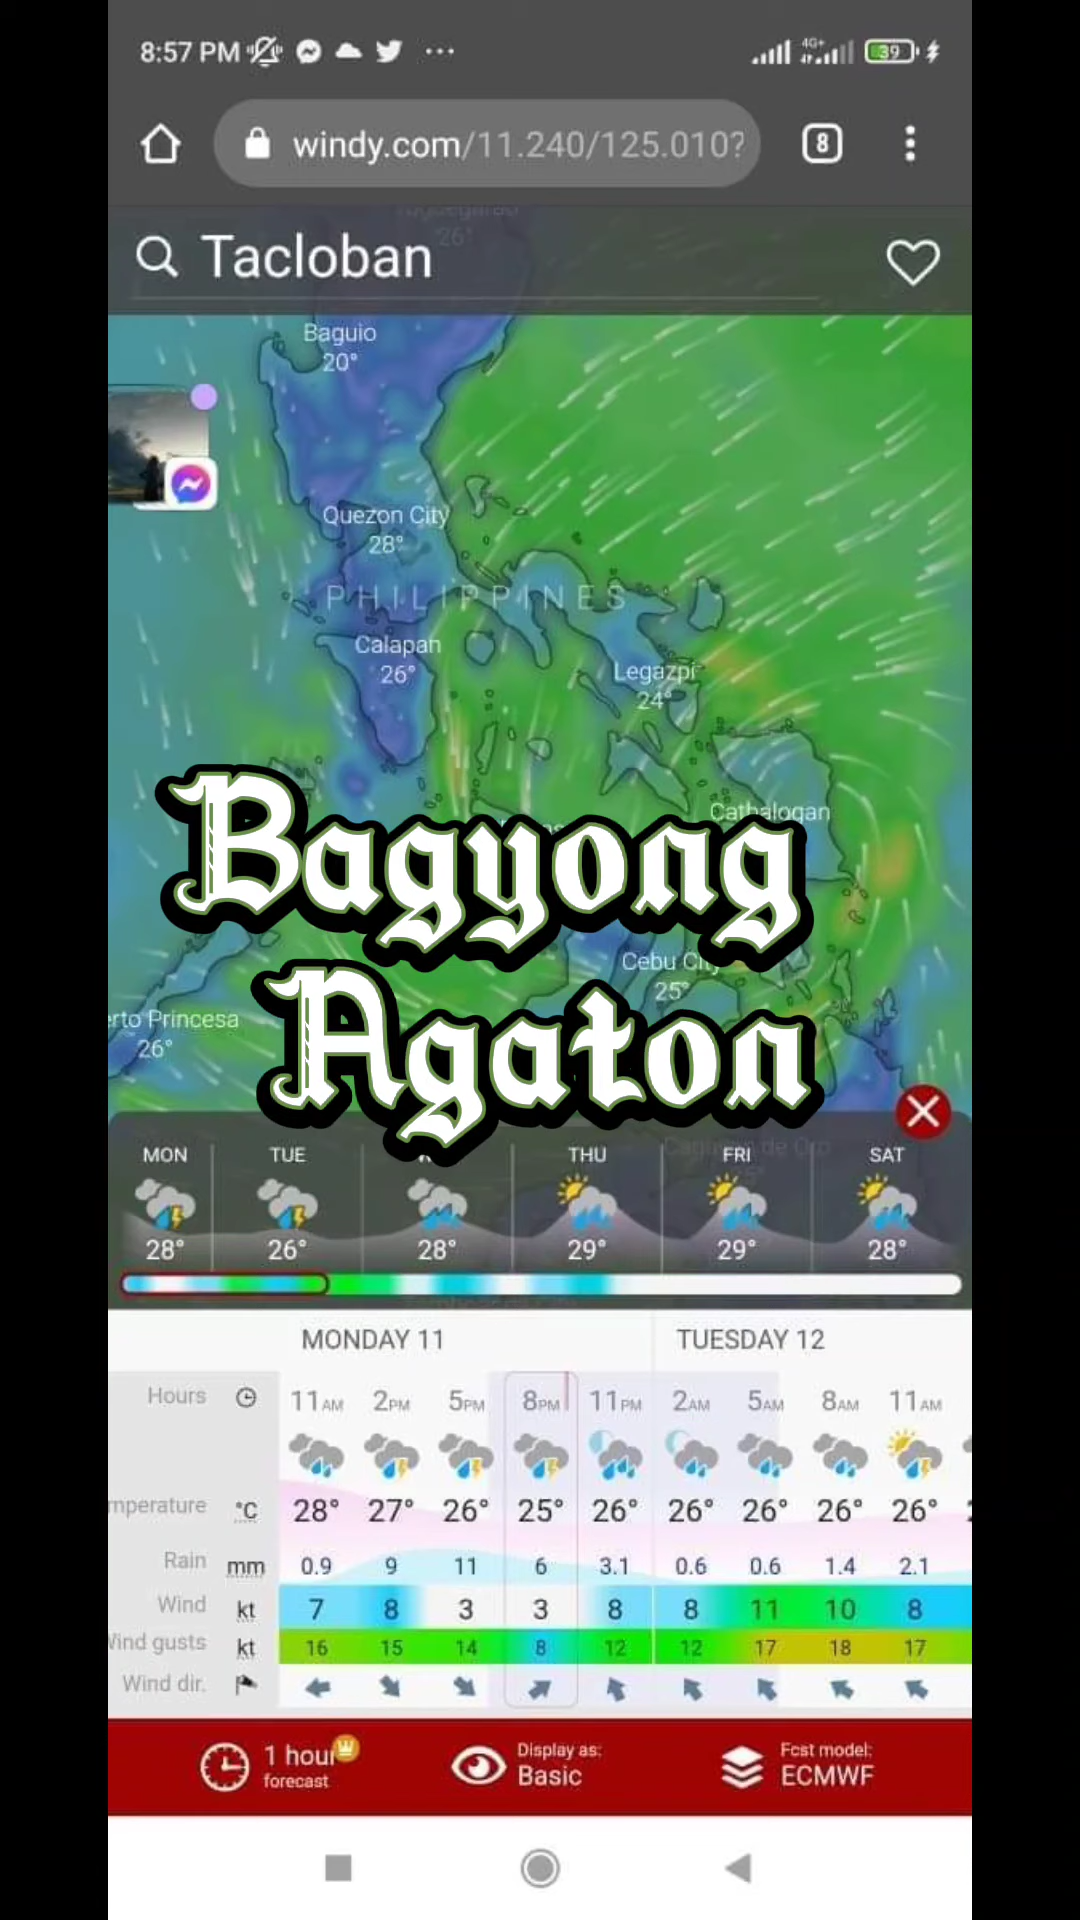 8:57 PM ...
4G+
39
windy.com/11.240/125.010?
8
26°
Tacloban
Baguio
20°
Quezon City
28°
PHILIPPINES
Calapan
26°
Legazpi
24°
Cathalogan
Bagyong
Cebu City
25°
erto Princesa
26°
Agaton
MON TUE THU FRI SAT
28° 26° 28° 29° 29° 28°
MONDAY 11 TUESDAY 12
Hours 11AM 2PM 5PM 8PM 11PM 2AM 5AM 8AM 11AM
mperature °C 28° 27° 26° 25° 26° 26° 26° 26° 26°
Rain mm 0.9 9 11 6 3.1 0.6 0.6 1.4 2.1
Wind kt 7 8 3 3 8 8 11 10 8
Wind gusts kt 16 15 14 8 12 12 17 18 17
Wind dir.
1 hour
forecast
Display as:
Basic
Fcst model:
ECMWF